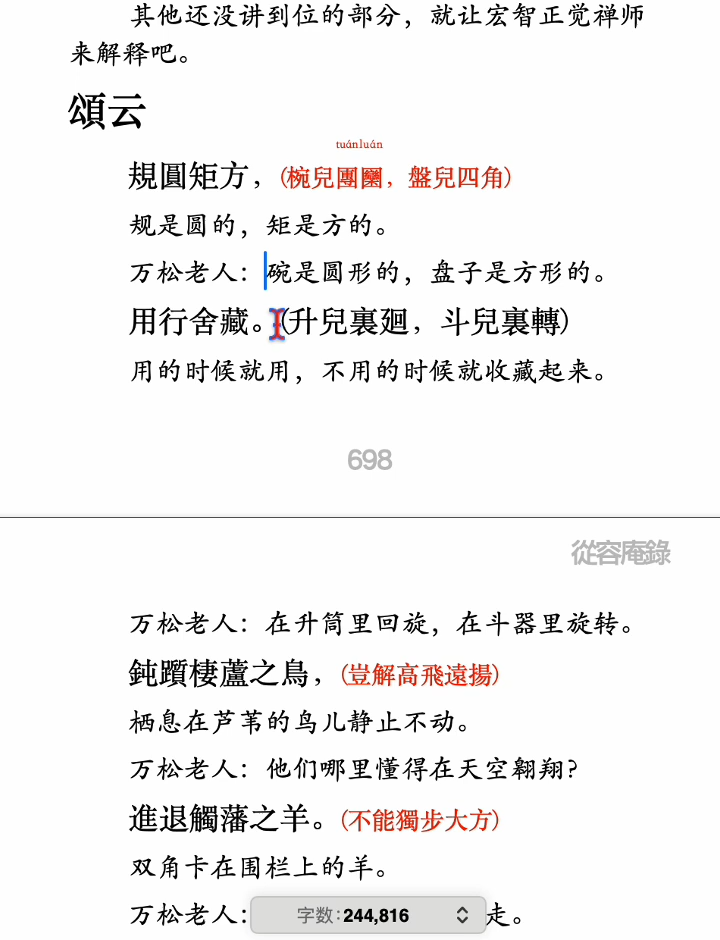 其他还没讲到位的部分，就让宏智正觉禅师
来解释吧。
頌云
tuánluán
規圓矩方，(椀兒團圞，盤兒四角)
规是圆的，矩是方的。
万松老人：碗是圆形的，盘子是方形的。
用行舍藏。(升兒裏廻，斗兒裏轉)
用的时候就用，不用的时候就收藏起来。
698
從容庵錄
万松老人：在升筒里回旋，在斗器里旋转。
鈍躓棲蘆之鳥，(豈解高飛遠揚)
栖息在芦苇的鸟儿静止不动。
万松老人：他们哪里懂得在天空翱翔？
進退觸藩之羊。(不能獨步大方)
双角卡在围栏上的羊。
万松老人：
走。
字数：244,816